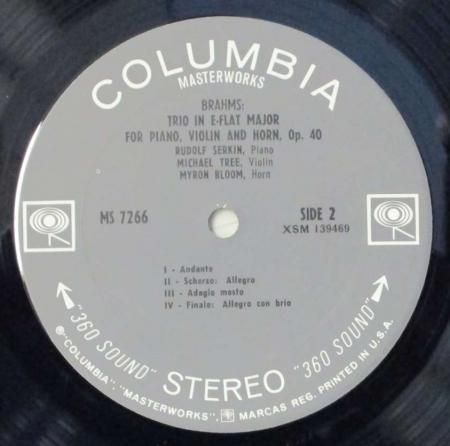 COLUMBIA
MASTERWORKS
BRAHMS:
TRIO IN E-FLAT MAJOR
FOR PIANO, VIOLIN AND HORN, Op. 40
RUDOLF SERKIN, Piano
MICHAEL TREE, Violin
MYRON BLOOM, Horn
MS 7266
SIDE 2
XSM 139469
I - Andante
II - Scherzo: Allegro
III - Adagio mesto
IV - Finale: Allegro con brio
"360 SOUND" STEREO "360 SOUND"
℗"COLUMBIA", "MASTERWORKS", MARCAS REG. PRINTED IN U.S.A.